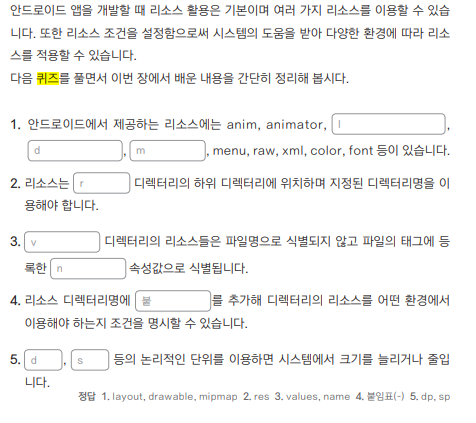 안드로이드 앱을 개발할 때 리소스 활용은 기본이며 여러 가지 리소스를 이용할 수 있습
니다. 또한 리소스 조건을 설정함으로써 시스템의 도움을 받아 다양한 환경에 따라 리소
스를 적용할 수 있습니다.
다음 퀴즈를 풀면서 이번 장에서 배운 내용을 간단히 정리해 봅시다.
1. 안드로이드에서 제공하는 리소스에는 anim, animator, l ,
d , m , menu, raw, xml, color, font 등이 있습니다.
2. 리소스는 r 디렉터리의 하위 디렉터리에 위치하며 지정된 디렉터리명을 이
용해야 합니다.
3. v 디렉터리의 리소스들은 파일명으로 식별되지 않고 파일의 태그에 등
록한 n 속성값으로 식별됩니다.
4. 리소스 디렉터리명에 붙 를 추가해 디렉터리의 리소스를 어떤 환경에서
이용해야 하는지 조건을 명시할 수 있습니다.
5. d , s 등의 논리적인 단위를 이용하면 시스템에서 크기를 늘리거나 줄입
니다.
정답 1. layout, drawable, mipmap 2. res 3. values, name 4. 붙임표(-) 5. dp, sp